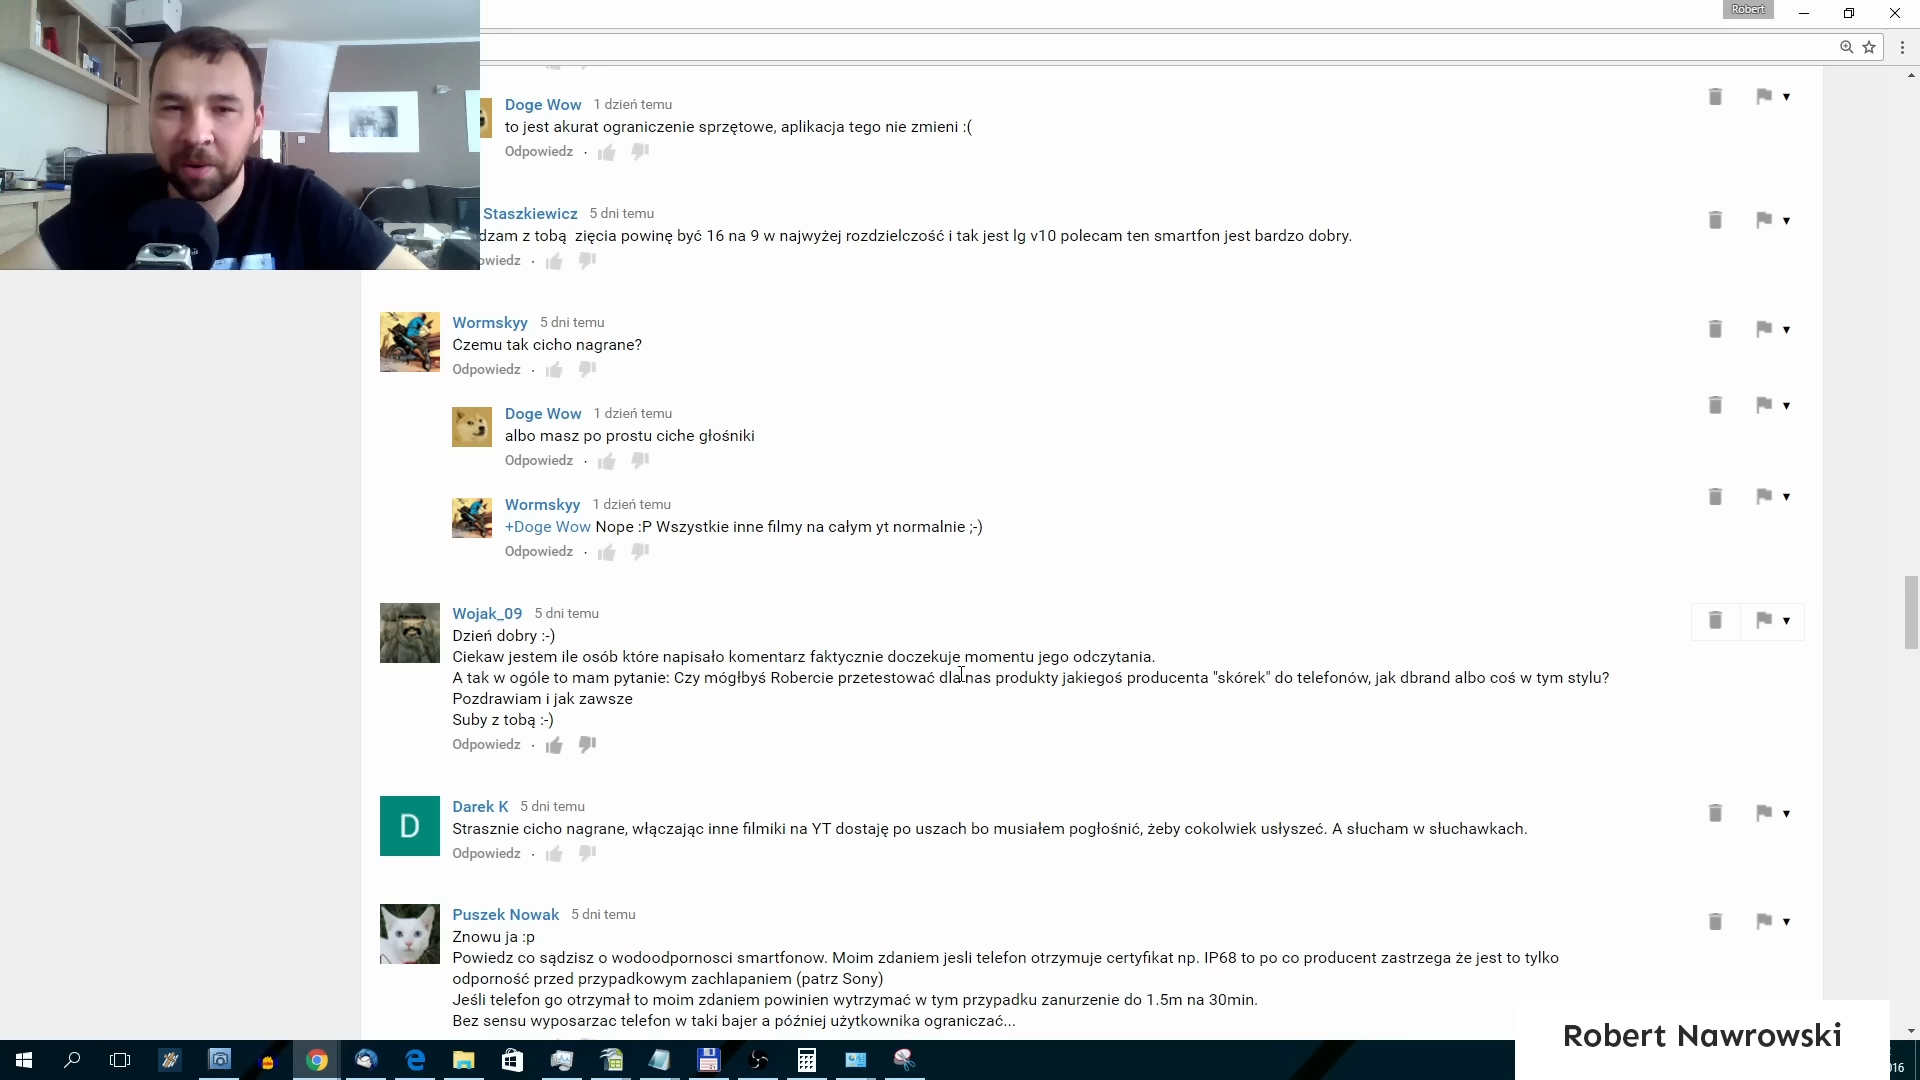 Robert
Doge Wow 1 dzień temu
to jest akurat ograniczenie sprzętowe, aplikacja tego nie zmieni :(
Odpowiedz
Staszkiewicz 5 dni temu
dzam z tobą zięcia powinę być 16 na 9 w najwyżej rozdzielczość i tak jest lg v10 polecam ten smartfon jest bardzo dobry.
owiedz
Wormskyy 5 dni temu
Czemu tak cicho nagrane?
Odpowiedz
Doge Wow 1 dzień temu
albo masz po prostu ciche głośniki
Odpowiedz
Wormskyy 1 dzień temu
+Doge Wow Nope :P Wszystkie inne filmy na całym yt normalnie ;-)
Odpowiedz
Wojak_09 5 dni temu
Dzień dobry :-)
Ciekaw jestem ile osób które napisało komentarz faktycznie doczekuje momentu jego odczytania.
A tak w ogóle to mam pytanie: Czy mógłbyś Robercie przetestować dla nas produkty jakiegoś producenta "skórek" do telefonów, jak dbrand albo coś w tym stylu?
Pozdrawiam i jak zawsze
Suby z tobą :-)
Odpowiedz
D
Darek K 5 dni temu
Strasznie cicho nagrane, włączając inne filmiki na YT dostaję po uszach bo musiałem pogłośnić, żeby cokolwiek usłyszeć. A słucham w słuchawkach.
Odpowiedz
Puszek Nowak 5 dni temu
Znowu ja :p
Powiedz co sądzisz o wodoodpornosci smartfonow. Moim zdaniem jesli telefon otrzymuje certyfikat np. IP68 to po co producent zastrzega że jest to tylko
odporność przed przypadkowym zachlapaniem (patrz Sony)
Jeśli telefon go otrzymał to moim zdaniem powinien wytrzymać w tym przypadku zanurzenie do 1.5m na 30min.
Bez sensu wyposarzac telefon w taki bajer a później użytkownika ograniczać...
Robert Nawrowski
016